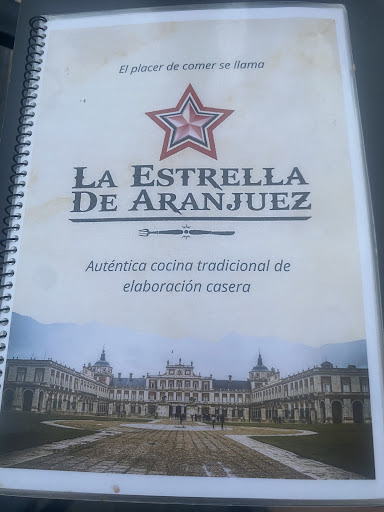 El placer de comer se llama
LA ESTRELLA
DE ARANJUEZ
Auténtica cocina tradicional de
elaboración casera